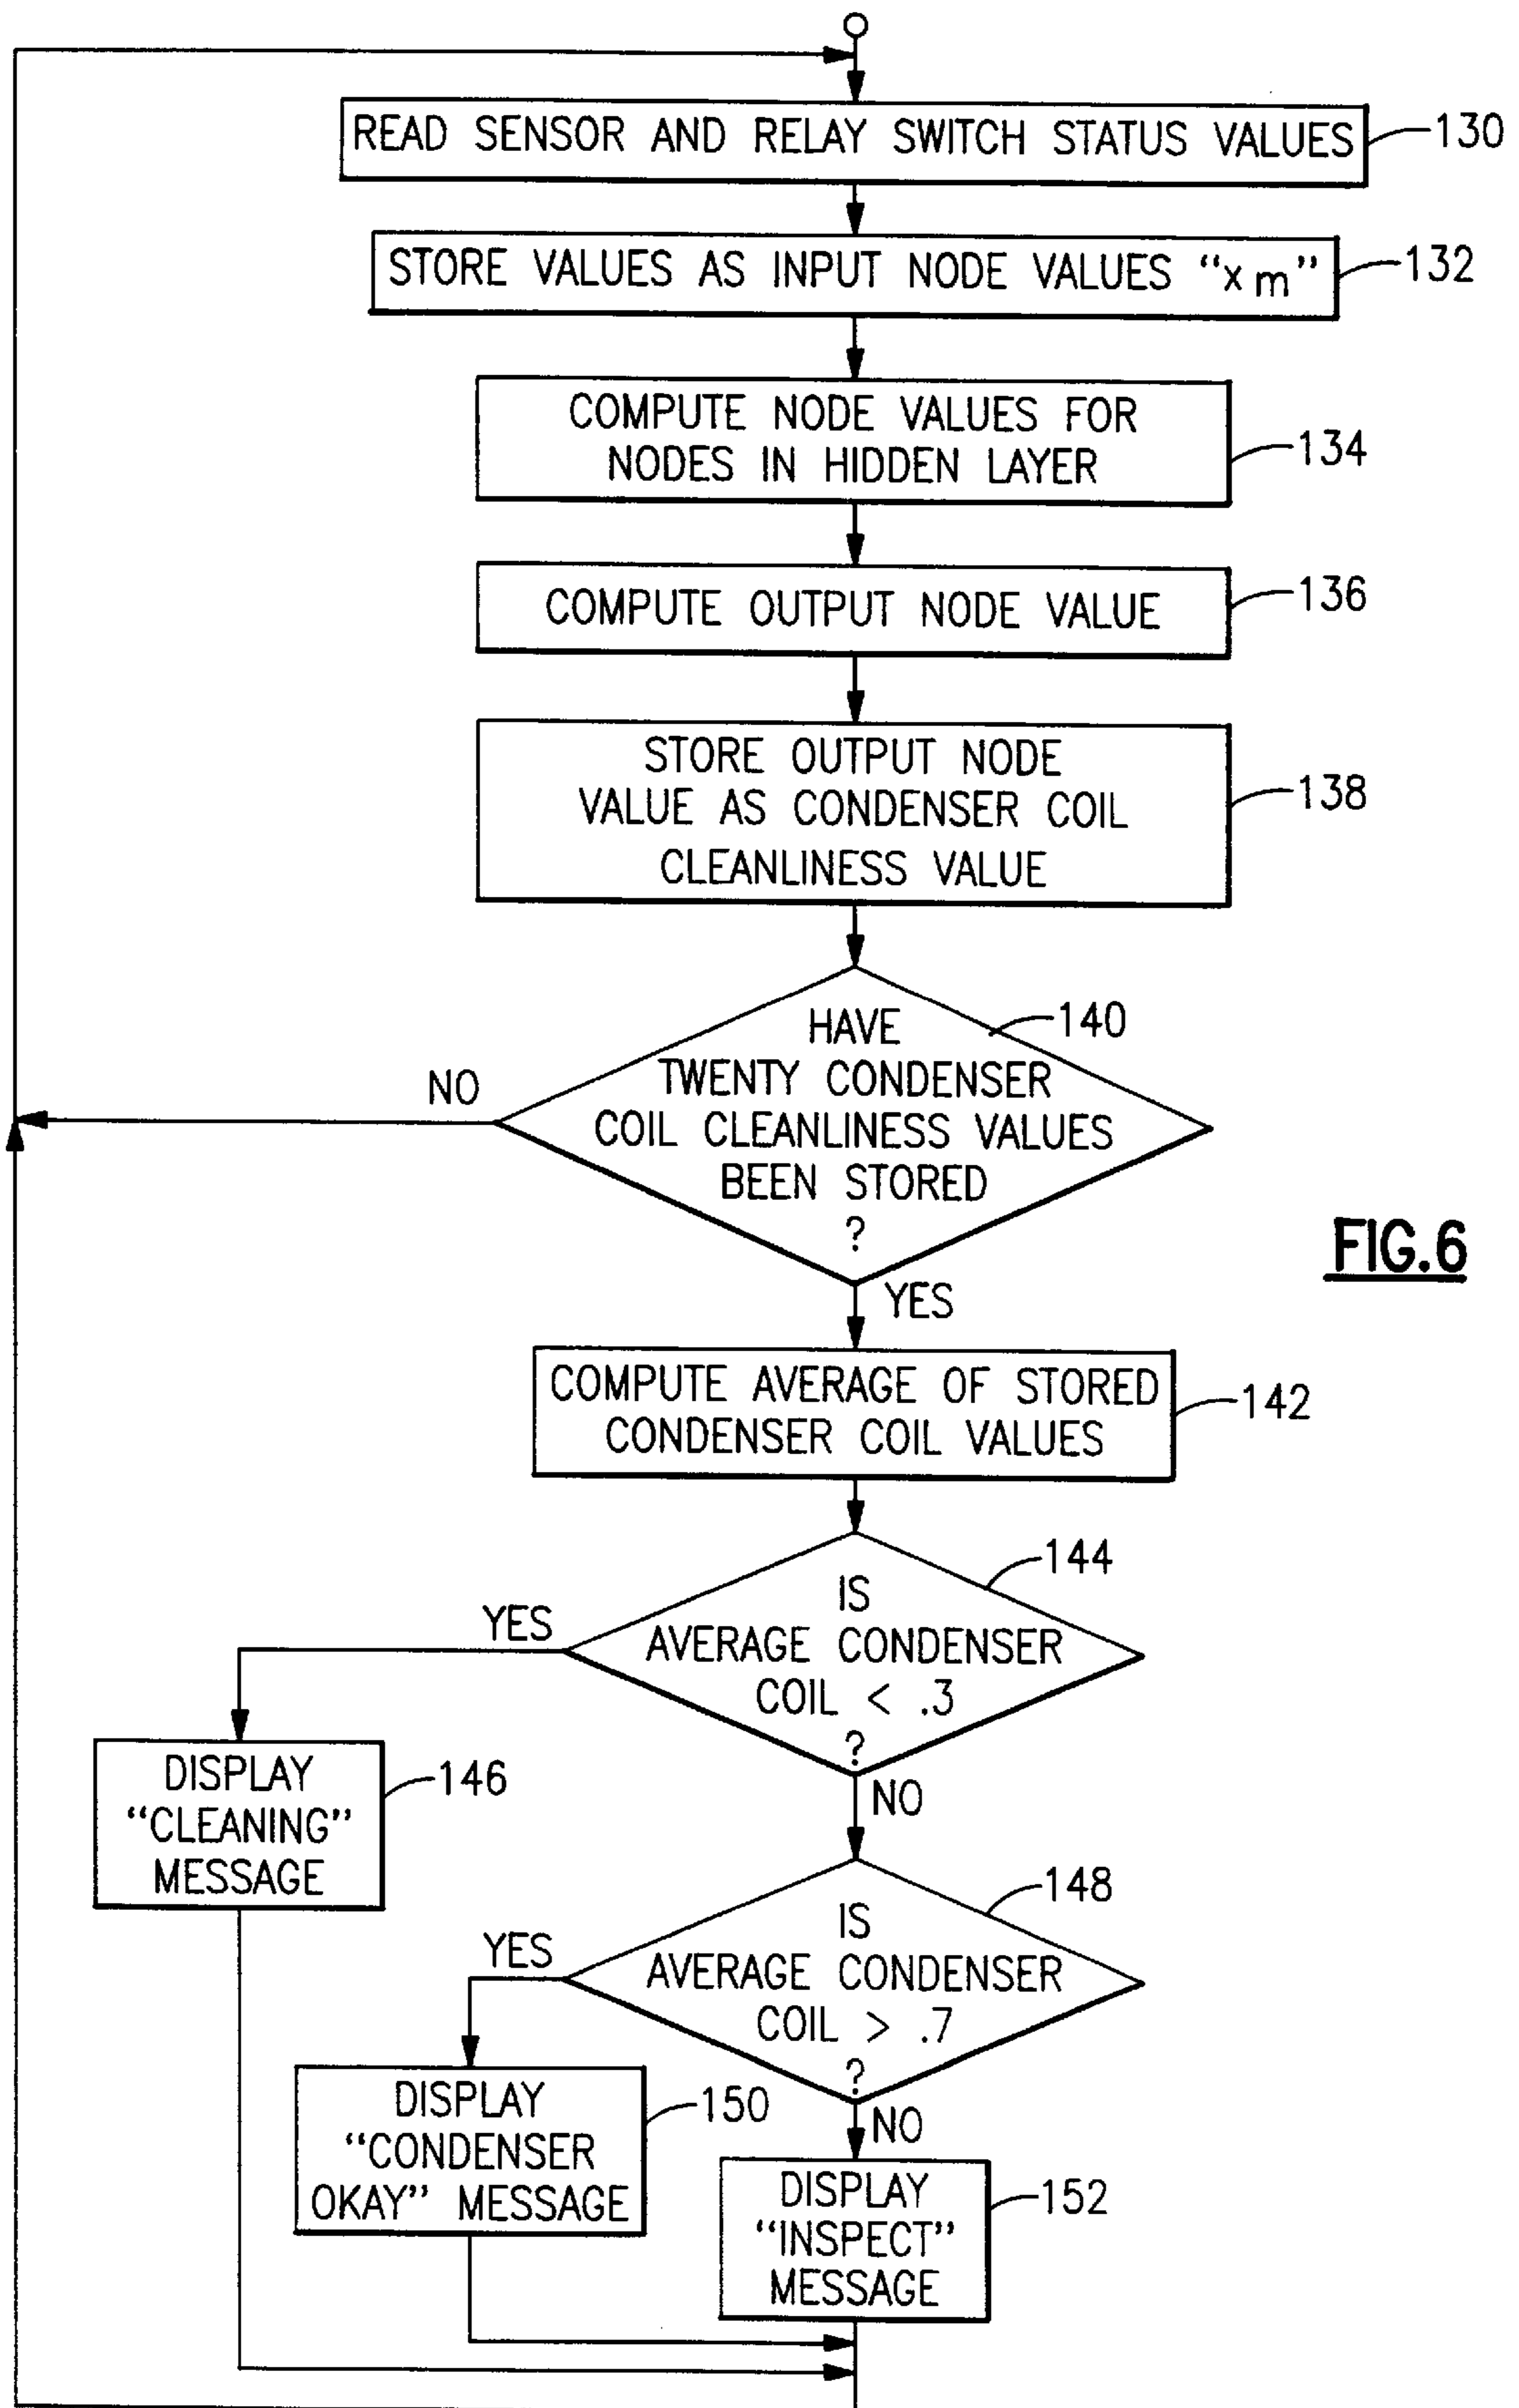 READ SENSOR AND RELAY SWITCH STATUS VALUES
130
STORE VALUES AS INPUT NODE VALUES “xm”
132
COMPUTE NODE VALUES FOR
NODES IN HIDDEN LAYER
134
COMPUTE OUTPUT NODE VALUE
136
STORE OUTPUT NODE
VALUE AS CONDENSER COIL
CLEANLINESS VALUE
138
HAVE
TWENTY CONDENSER
COIL CLEANLINESS VALUES
BEEN STORED
?
140
NO
YES
FIG.6
COMPUTE AVERAGE OF STORED
CONDENSER COIL VALUES
142
IS
AVERAGE CONDENSER
COIL < .3
?
144
YES
NO
DISPLAY
“CLEANING”
MESSAGE
146
IS
AVERAGE CONDENSER
COIL > .7
?
148
YES
NO
DISPLAY
“CONDENSER
OKAY” MESSAGE
150
DISPLAY
“INSPECT”
MESSAGE
152